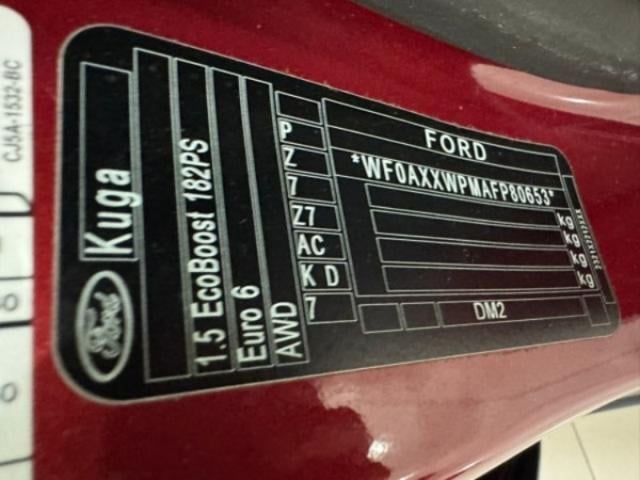 CJ5A-1532-BC
Ford
Kuga
1.5 EcoBoost 182PS
Euro 6
AWD
P
Z
7
Z7
AC
K D
7
FORD
*WF0AXXWPMAFP80653*
kg
kg
kg
kg
DM2